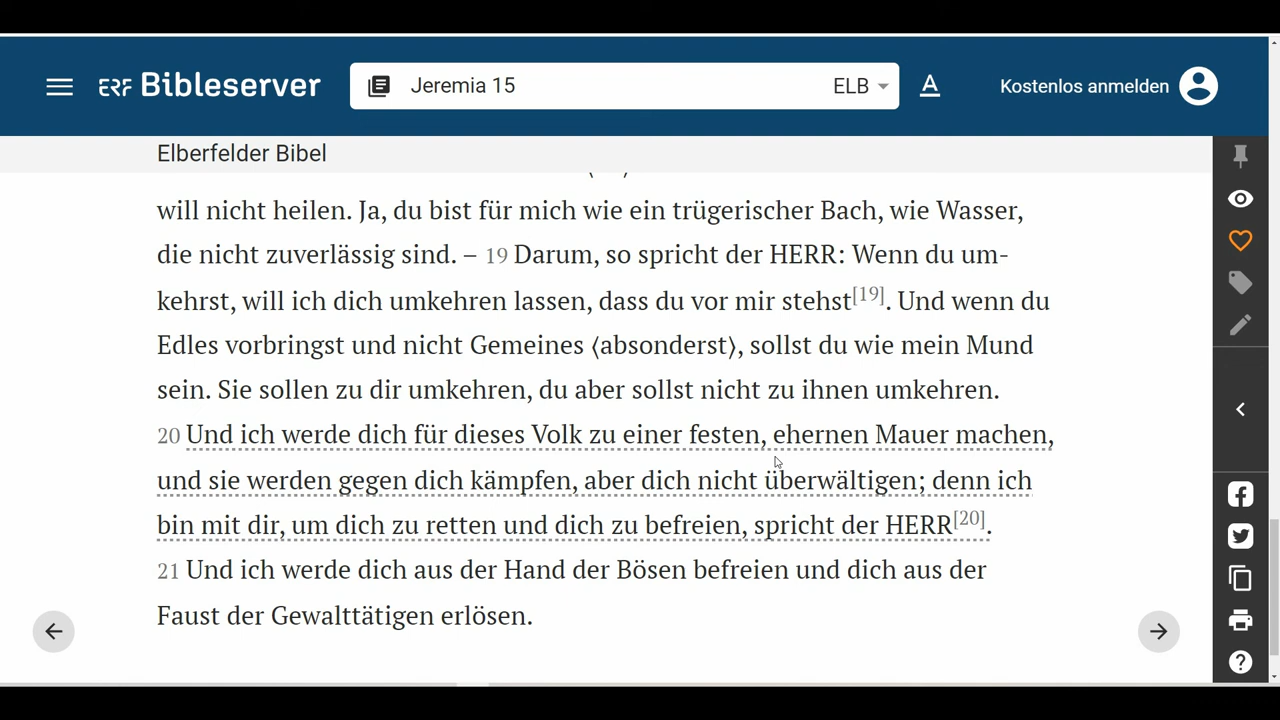 ERF Bibleserver
Jeremia 15
ELB
A
Kostenlos anmelden
Elberfelder Bibel
will nicht heilen. Ja, du bist für mich wie ein trügerischer Bach, wie Wasser,
die nicht zuverlässig sind. – 19 Darum, so spricht der HERR: Wenn du um-
kehrst, will ich dich umkehren lassen, dass du vor mir stehst[19]. Und wenn du
Edles vorbringst und nicht Gemeines ⟨absonderst⟩, sollst du wie mein Mund
sein. Sie sollen zu dir umkehren, du aber sollst nicht zu ihnen umkehren.
20 Und ich werde dich für dieses Volk zu einer festen, ehernen Mauer machen,
und sie werden gegen dich kämpfen, aber dich nicht überwältigen; denn ich
bin mit dir, um dich zu retten und dich zu befreien, spricht der HERR[20].
21 Und ich werde dich aus der Hand der Bösen befreien und dich aus der
Faust der Gewalttätigen erlösen.